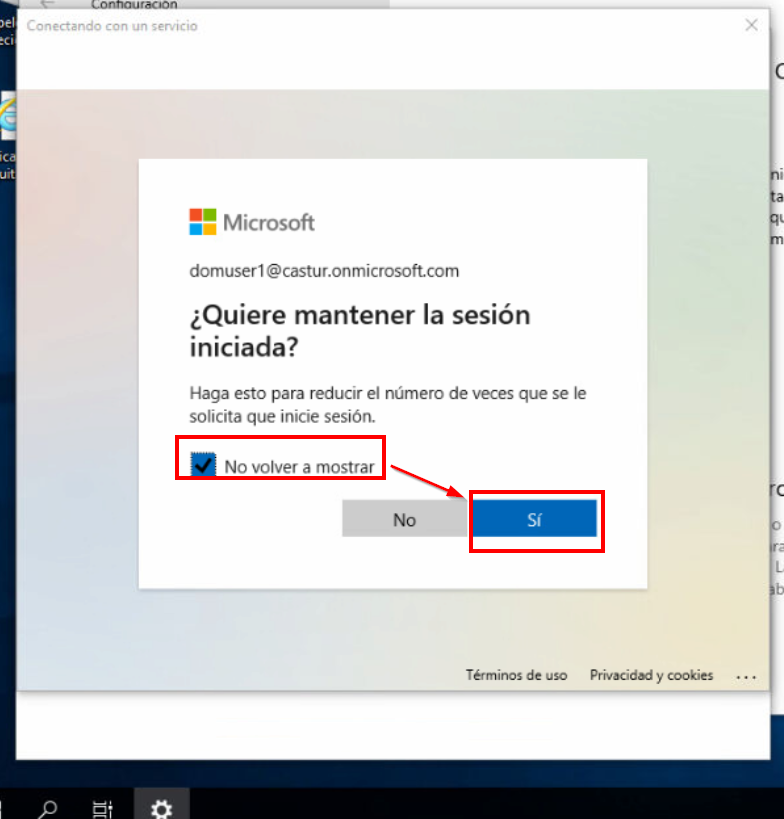 Configuración
Conectando con un servicio
Microsoft
domuser1@castur.onmicrosoft.com
¿Quiere mantener la sesión
iniciada?
Haga esto para reducir el número de veces que se le
solicita que inicie sesión.
No volver a mostrar
No
Sí
Términos de uso
Privacidad y cookies
...